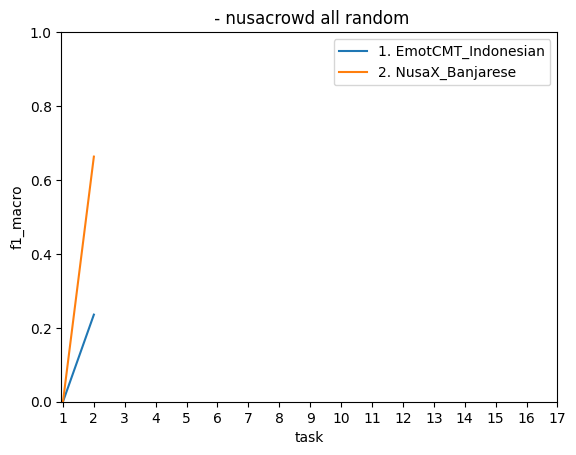 - nusacrowd all random
1. EmotCMT_Indonesian
2. NusaX_Banjarese
f1_macro
1.0
0.8
0.6
0.4
0.2
0.0
1 2 3 4 5 6 7 8 9 10 11 12 13 14 15 16 17
task